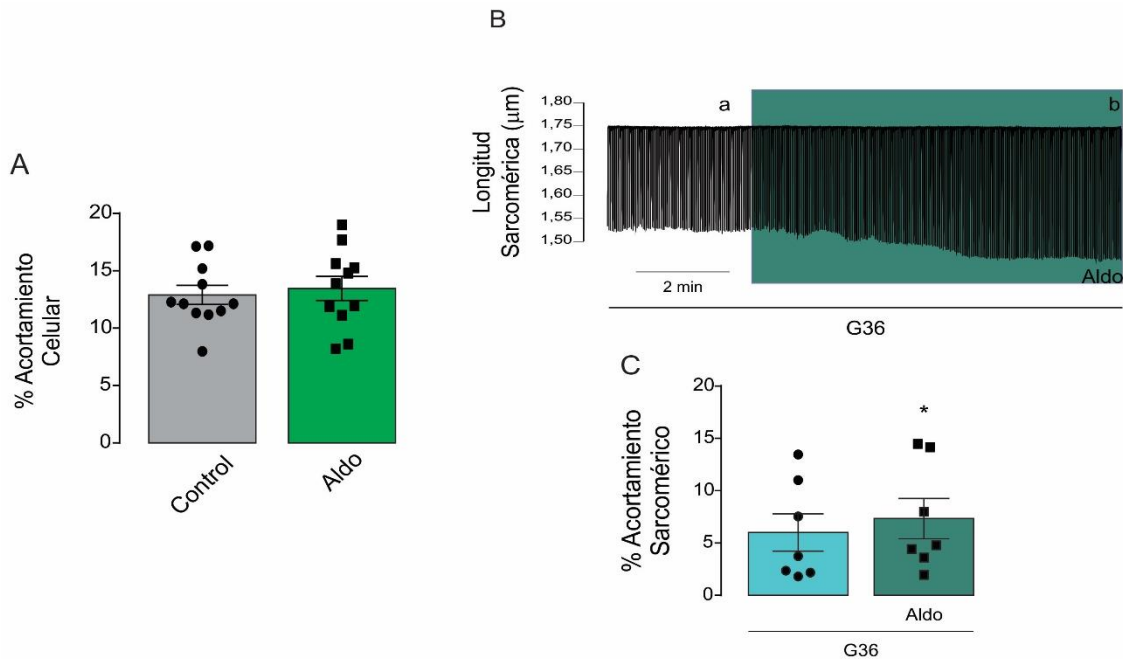 A
% Acortamiento
Celular
20
15
10
5
0
Control
Aldo
B
Longitud
Sarcomérica (μm)
1,80
1,75
1,70
1,65
1,60
1,55
1,50
a
b
2 min
Aldo
G36
C
% Acortamiento
Sarcomérico
20
15
10
5
0
*
Aldo
G36